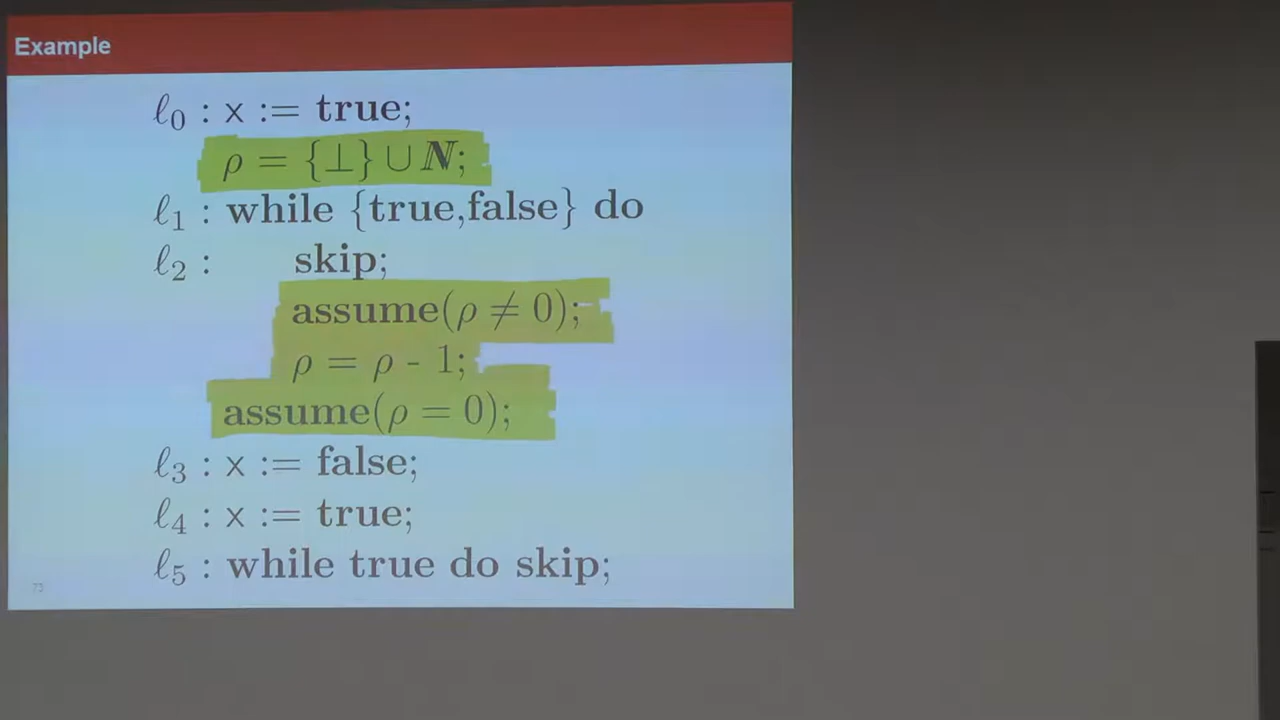 Example
ℓ₀ : x := true;
ρ = {⊥} ∪ ℕ;
ℓ₁ : while {true,false} do
ℓ₂ : skip;
assume(ρ ≠ 0);
ρ = ρ - 1;
assume(ρ = 0);
ℓ₃ : x := false;
ℓ₄ : x := true;
ℓ₅ : while true do skip;